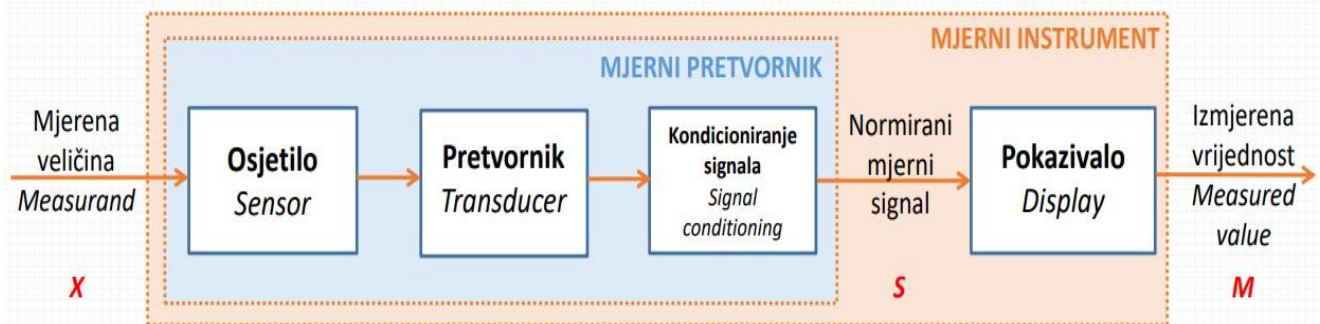 MJERNI INSTRUMENT
MJERNI PRETVORNIK
Mjerena
veličina
Measurand
X
Osjetilo
Sensor
Pretvornik
Transducer
Kondicioniranje
signala
Signal
conditioning
Normirani
mjerni
signal
S
Pokazivalo
Display
Izmjerena
vrijednost
Measured
value
M